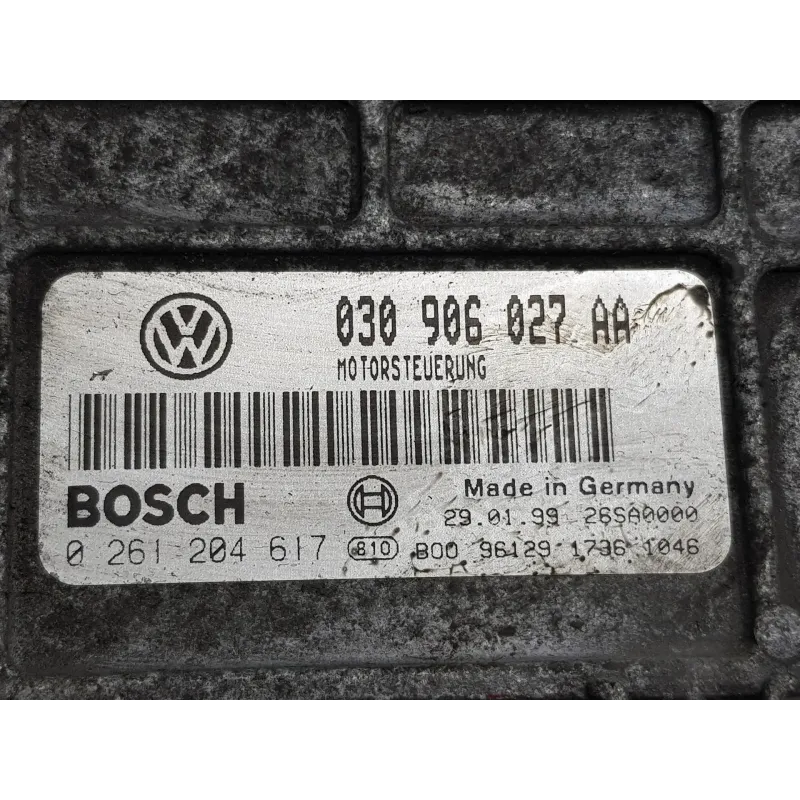 030 906 027 AA
MOTORSTEUERUNG
BOSCH
Made in Germany
29.01.99 26SA0000
0 261 204 617 810 B00 96129 1736 1046